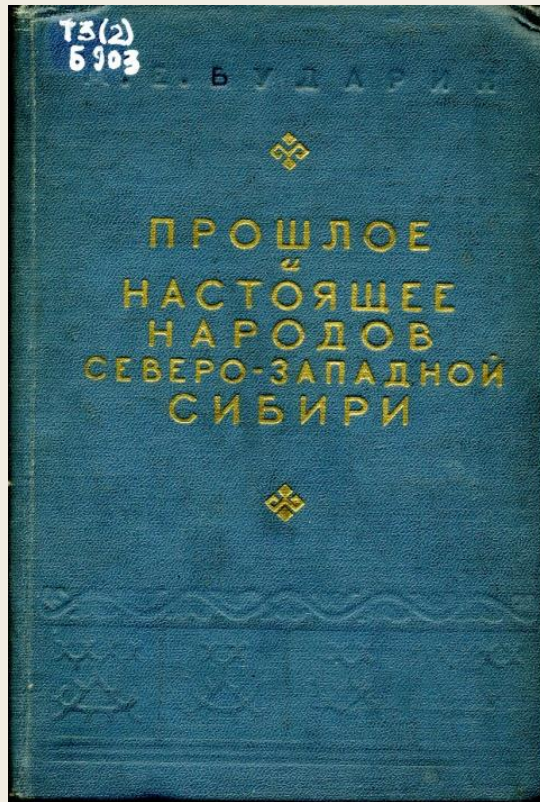 Т3(2)
Б903
М. Е. БУДАРИН
ПРОШЛОЕ
и
НАСТОЯЩЕЕ
НАРОДОВ
СЕВЕРО-ЗАПАДНОЙ
СИБИРИ